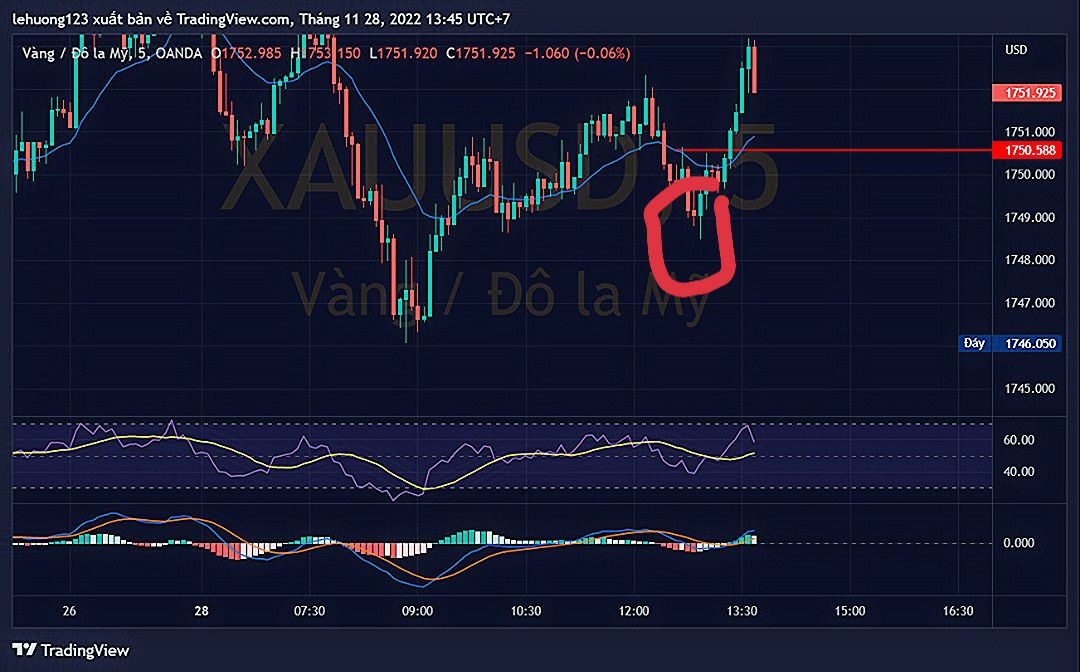 lehuong123 xuất bản về TradingView.com, Tháng 11 28, 2022 13:45 UTC+7
Vàng / Đô la Mỹ, 5, OANDA O1752.985 H1753.150 L1751.920 C1751.925 −1.060 (−0.06%)
USD
1751.925
1751.000
1750.588
1750.000
XAUUSD, 5
1749.000
1748.000
Vàng / Đô la Mỹ
1747.000
Đáy 1746.050
1745.000
60.00
40.00
0.000
26 28 07:30 09:00 10:30 12:00 13:30 15:00 16:30
TradingView